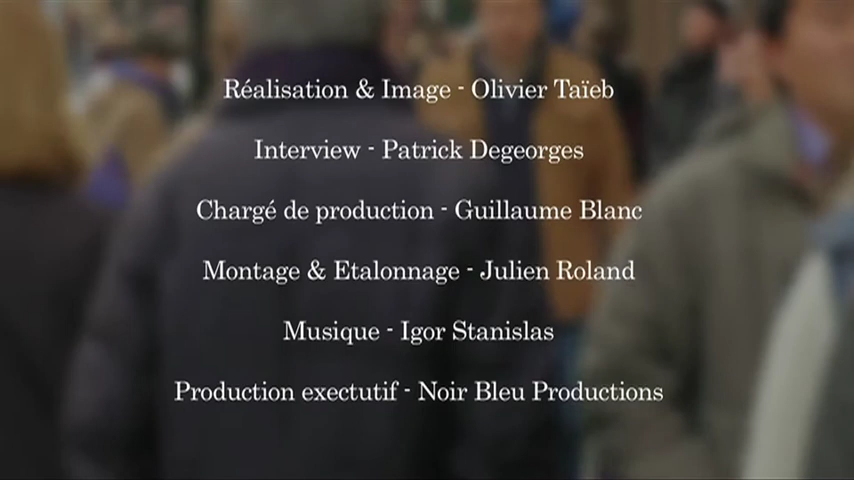 Réalisation & Image - Olivier Taïeb
Interview - Patrick Degeorges
Chargé de production - Guillaume Blanc
Montage & Etalonnage - Julien Roland
Musique - Igor Stanislas
Production exectutif - Noir Bleu Productions